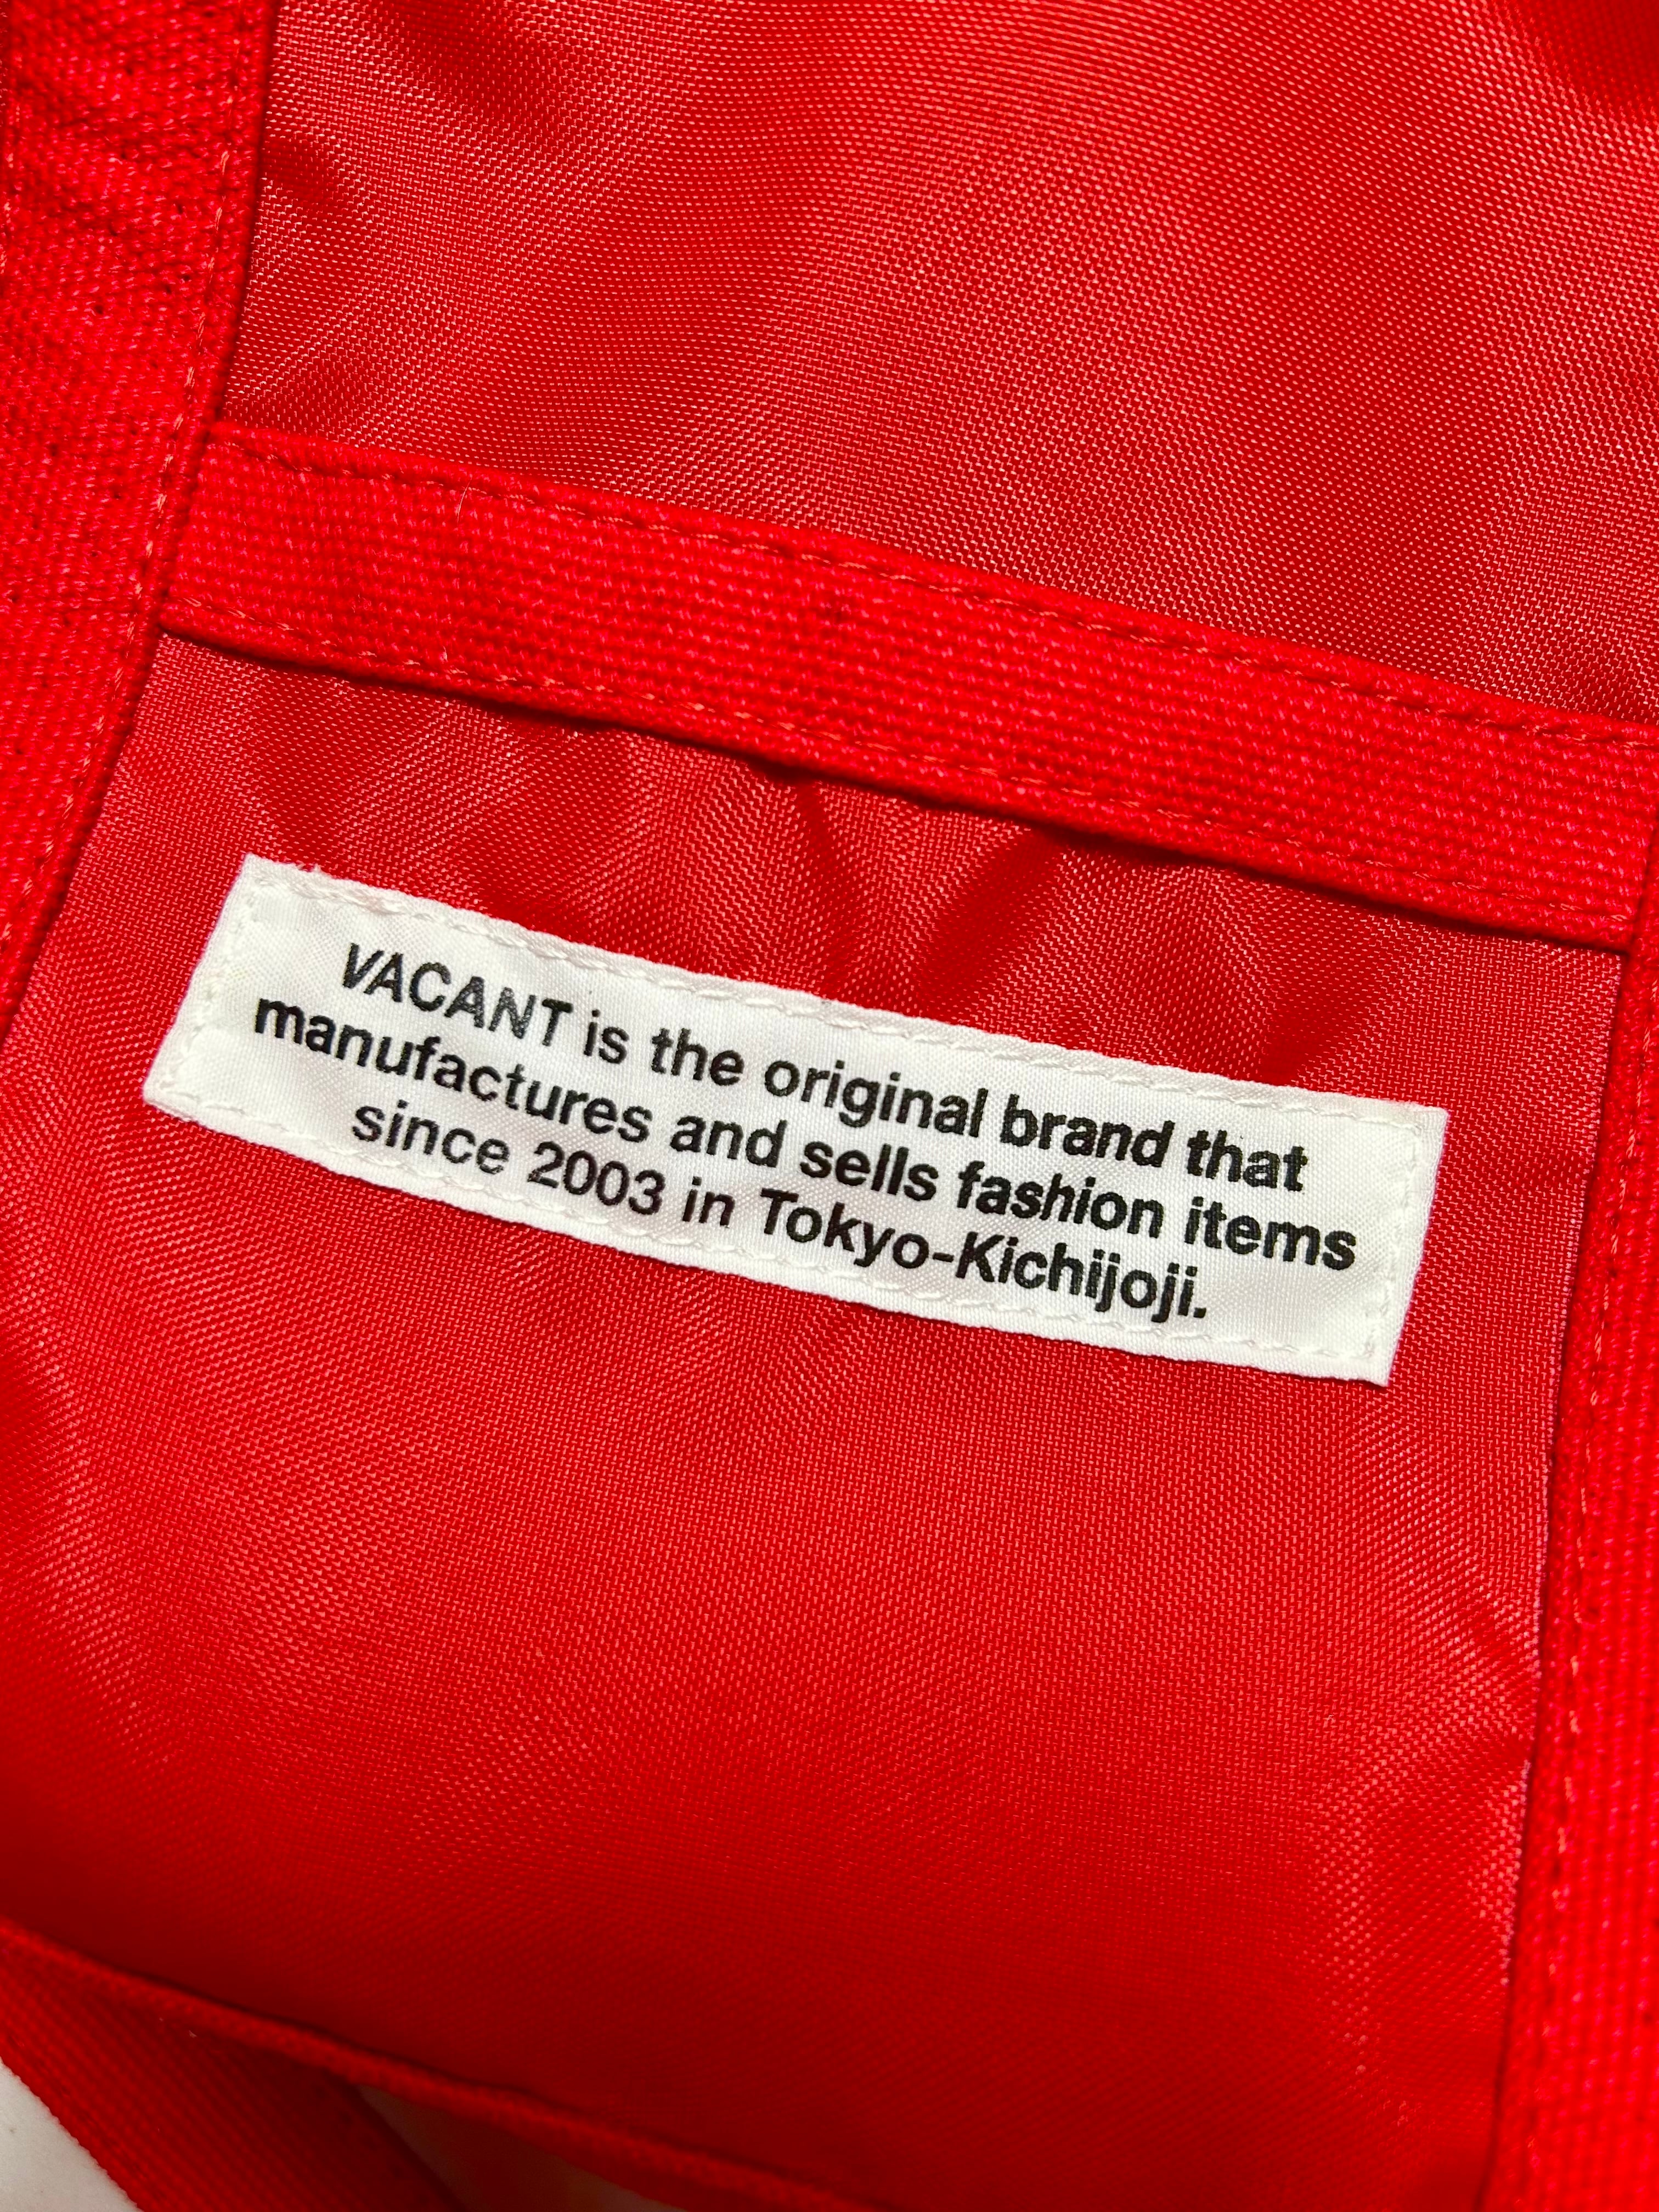 VACANT is the original brand that
manufactures and sells fashion items
since 2003 in Tokyo-Kichijoji.